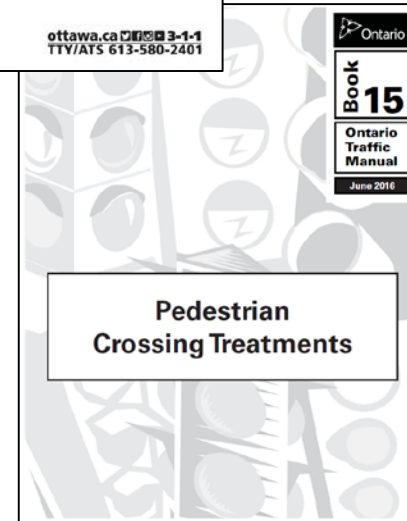 ottawa.ca 3-1-1
TTY/ATS 613-580-2401
Ontario
Book 15
Ontario
Traffic
Manual
June 2016
Pedestrian
Crossing Treatments